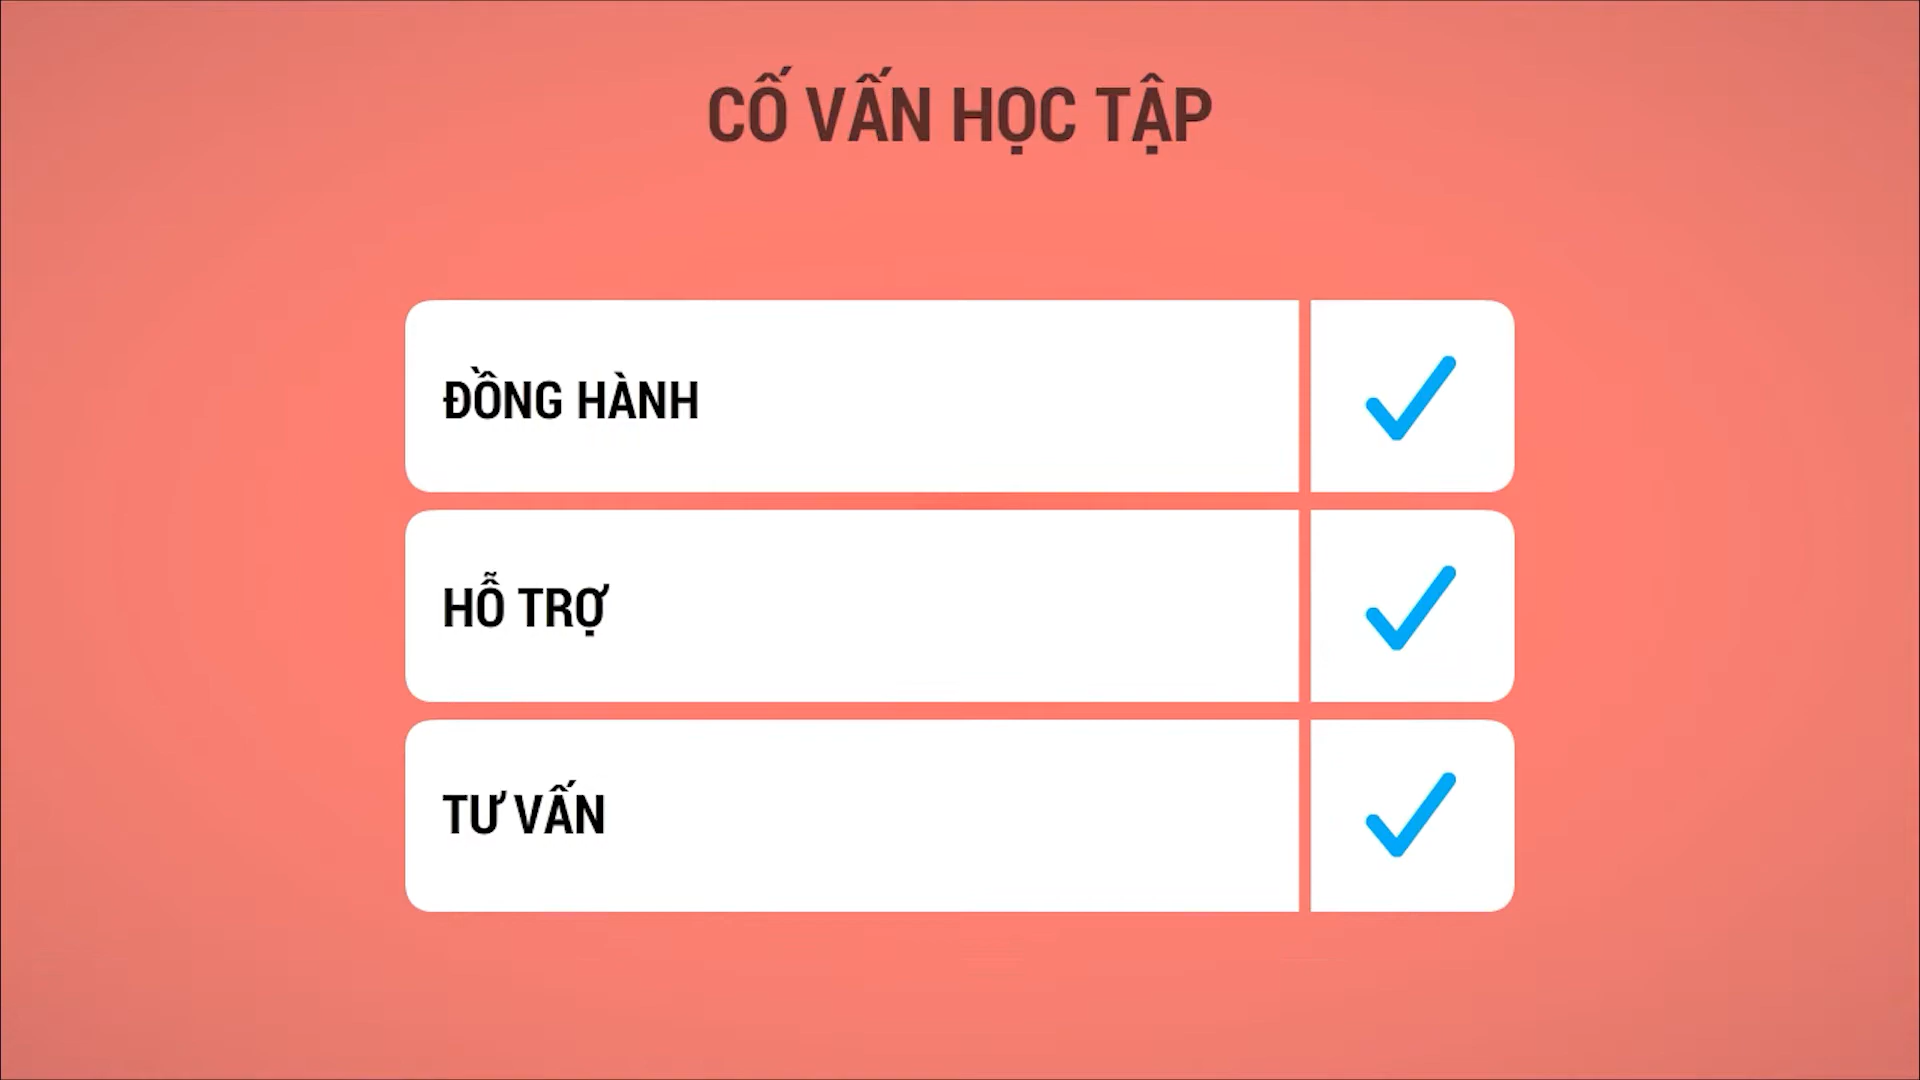 CỐ VẤN HỌC TẬP
ĐỒNG HÀNH
HỖ TRỢ
TƯ VẤN